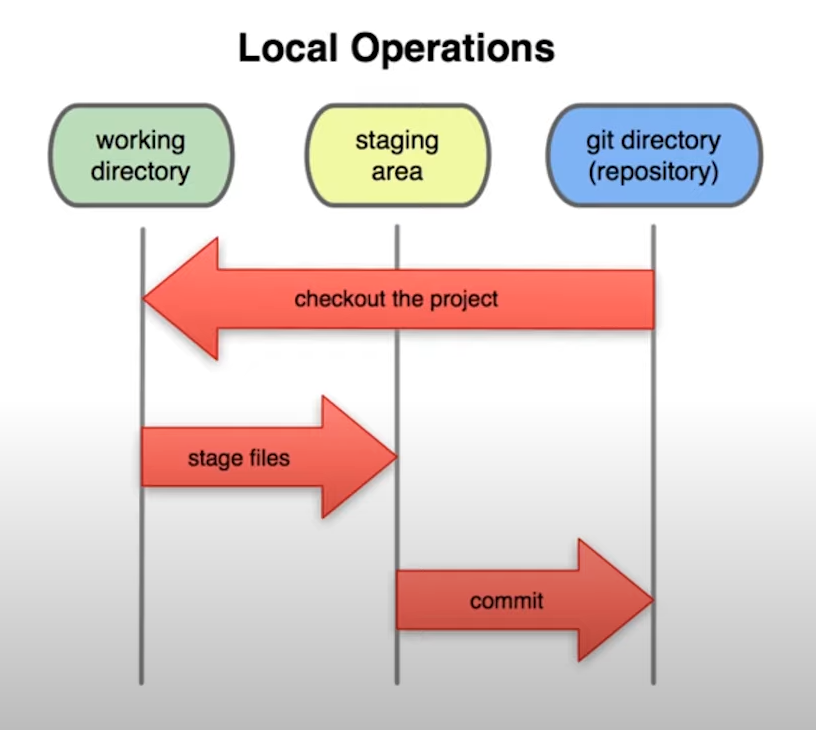 Local Operations
working
directory
staging
area
git directory
(repository)
checkout the project
stage files
commit